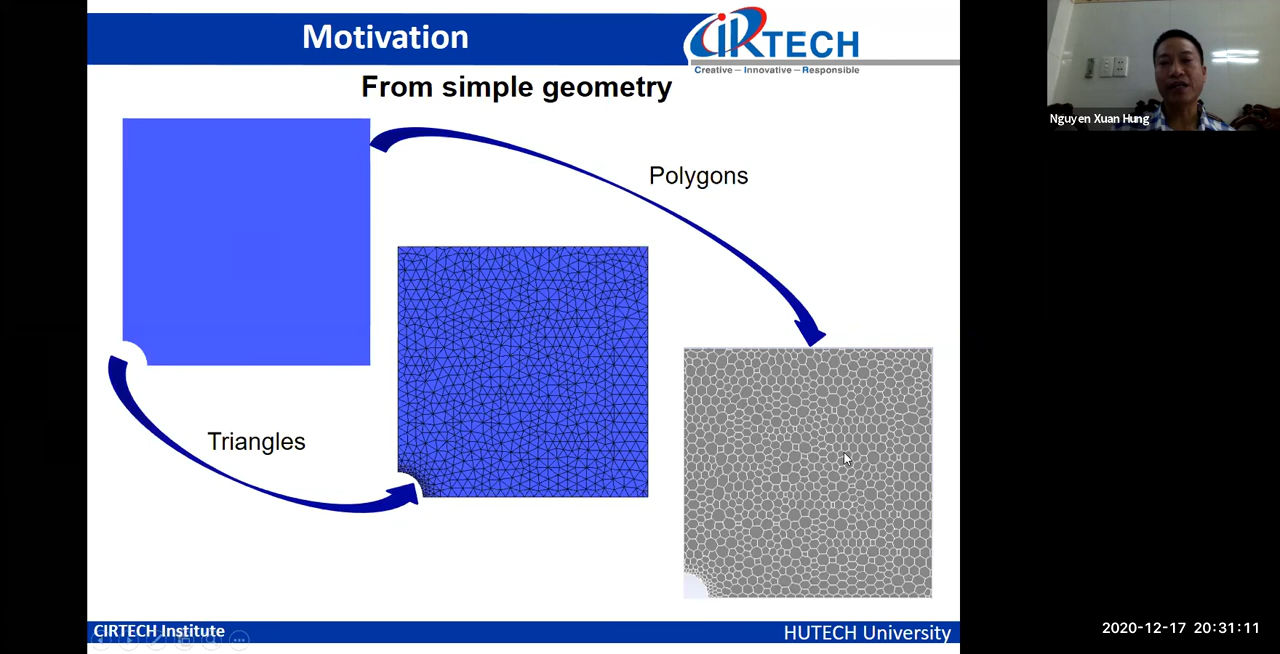 Motivation
CIRTECH
Creative – Innovative – Responsible
From simple geometry
Nguyen Xuan Hung
Polygons
Triangles
CIRTECH Institute
HUTECH University
2020-12-17 20:31:11